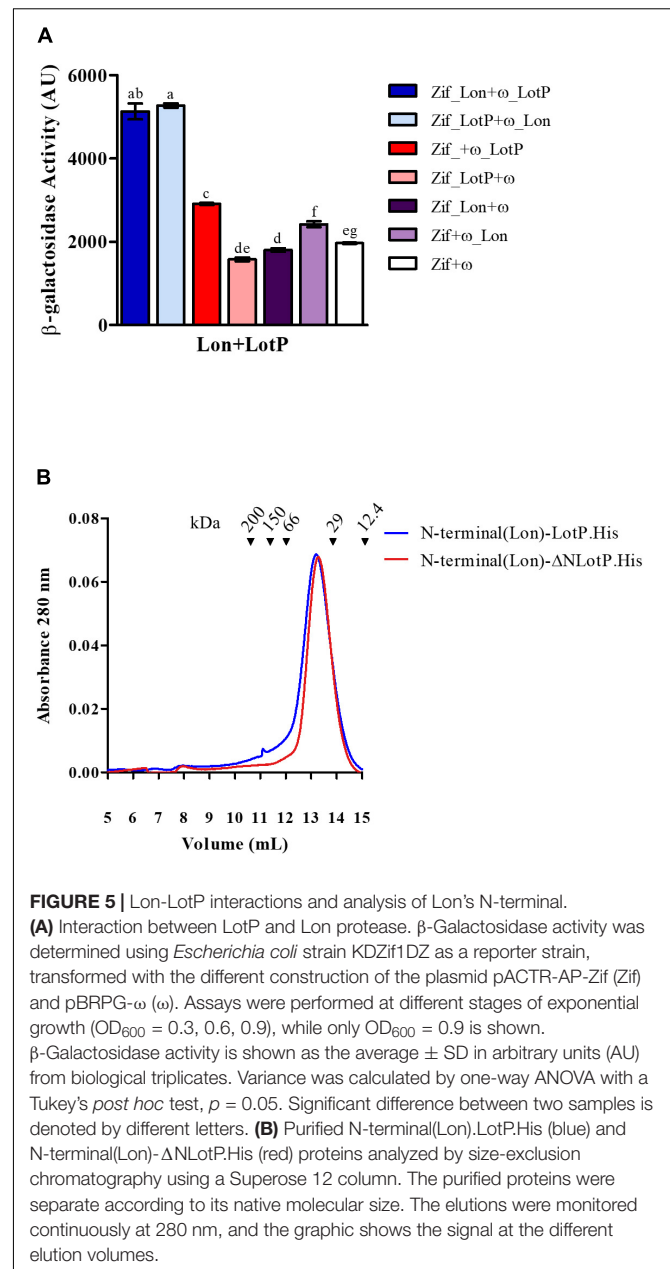 A
β-galactosidase Activity (AU)
6000
4000
2000
0
ab
a
c
de
d
f
eg
Lon+LotP
Zif_Lon+ω_LotP
Zif_LotP+ω_Lon
Zif_+ω_LotP
Zif_LotP+ω
Zif_Lon+ω
Zif+ω_Lon
Zif+ω
B
Absorbance 280 nm
0.08
0.06
0.04
0.02
0.00
kDa
200
150
66
29
12.4
N-terminal(Lon)-LotP.His
N-terminal(Lon)-ΔNLotP.His
5 6 7 8 9 10 11 12 13 14 15
Volume (mL)
FIGURE 5 | Lon-LotP interactions and analysis of Lon's N-terminal.
(A) Interaction between LotP and Lon protease. β-Galactosidase activity was
determined using Escherichia coli strain KDZif1DZ as a reporter strain,
transformed with the different construction of the plasmid pACTR-AP-Zif (Zif)
and pBRPG-ω (ω). Assays were performed at different stages of exponential
growth (OD600 = 0.3, 0.6, 0.9), while only OD600 = 0.9 is shown.
β-Galactosidase activity is shown as the average ± SD in arbitrary units (AU)
from biological triplicates. Variance was calculated by one-way ANOVA with a
Tukey's post hoc test, p = 0.05. Significant difference between two samples is
denoted by different letters. (B) Purified N-terminal(Lon).LotP.His (blue) and
N-terminal(Lon)-ΔNLotP.His (red) proteins analyzed by size-exclusion
chromatography using a Superose 12 column. The purified proteins were
separate according to its native molecular size. The elutions were monitored
continuously at 280 nm, and the graphic shows the signal at the different
elution volumes.